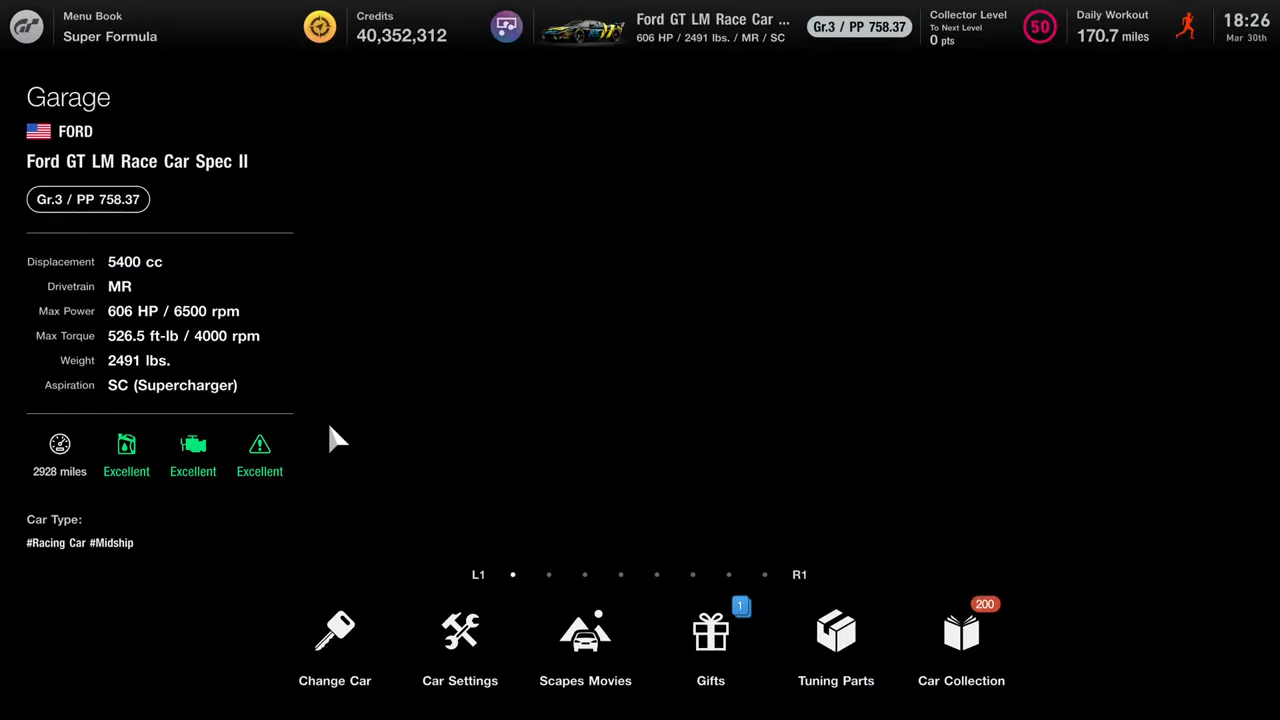 Menu Book
Super Formula
Credits
40,352,312
Ford GT LM Race Car ...
606 HP / 2491 lbs. / MR / SC
Gr.3 / PP 758.37
Collector Level
To Next Level
0 pts
50
Daily Workout
170.7 miles
18:26
Mar 30th
Garage
FORD
Ford GT LM Race Car Spec II
Gr.3 / PP 758.37
Displacement 5400 cc
Drivetrain MR
Max Power 606 HP / 6500 rpm
Max Torque 526.5 ft-lb / 4000 rpm
Weight 2491 lbs.
Aspiration SC (Supercharger)
2928 miles Excellent Excellent Excellent
Car Type:
#Racing Car #Midship
L1 R1
1
200
Change Car Car Settings Scapes Movies Gifts Tuning Parts Car Collection